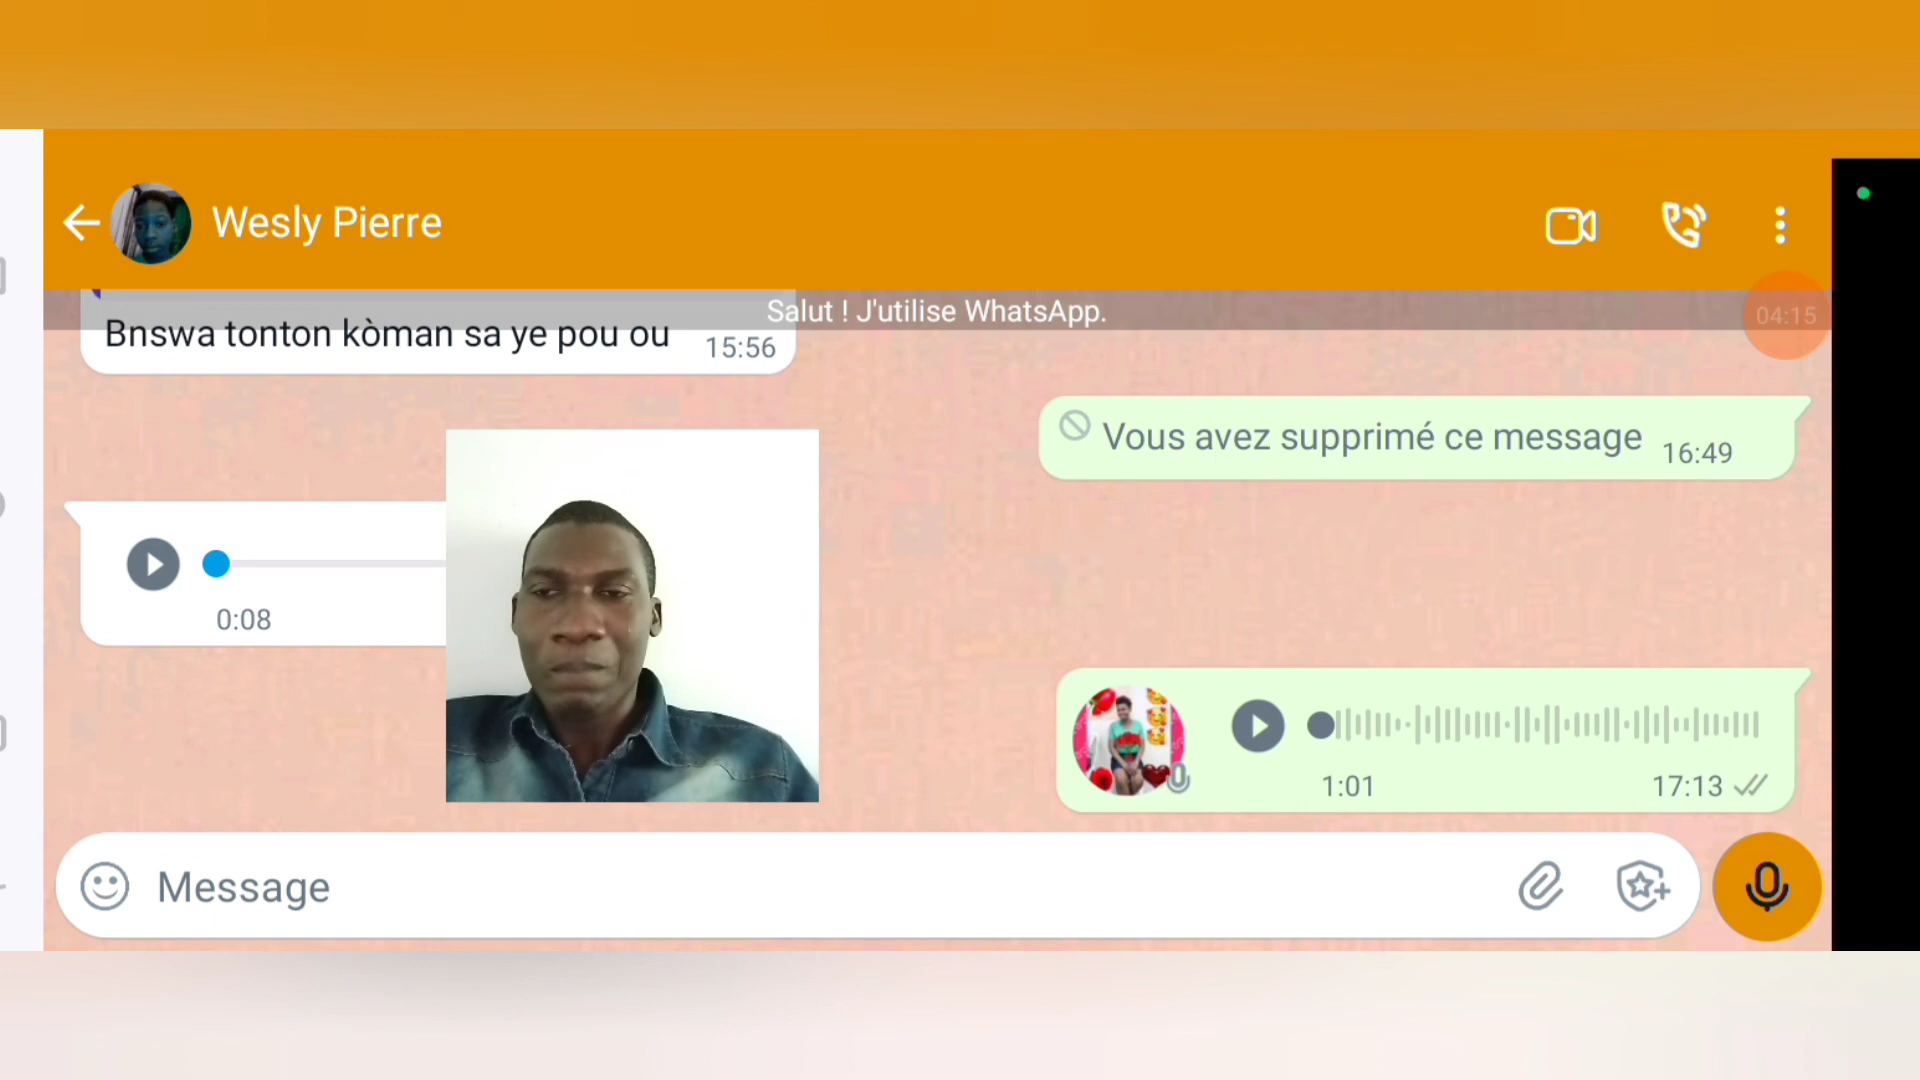 Wesly Pierre
Salut ! J'utilise WhatsApp.
04:15
Bnswa tonton kòman sa ye pou ou 15:56
Vous avez supprimé ce message 16:49
0:08
1:01 17:13
Message